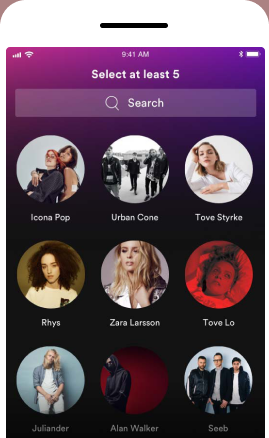 9:41 AM
Select at least 5
Search
Icona Pop
Urban Cone
Tove Styrke
Rhys
Zara Larsson
Tove Lo
Juliander
Alan Walker
Seeb